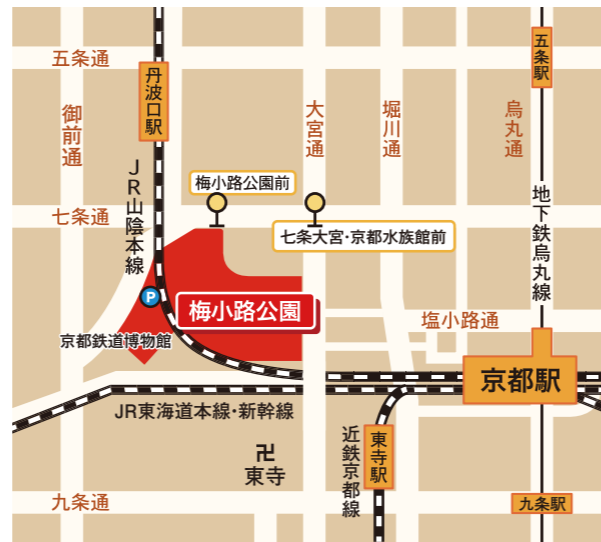 五条通
丹波口駅
五条駅
御前通
大宮通
堀川通
烏丸通
JR山陰本線
梅小路公園前
地下鉄烏丸線
七条通
七条大宮・京都水族館前
P
梅小路公園
塩小路通
京都鉄道博物館
京都駅
JR東海道本線・新幹線
近鉄京都線
東寺駅
卍
東寺
九条通
九条駅